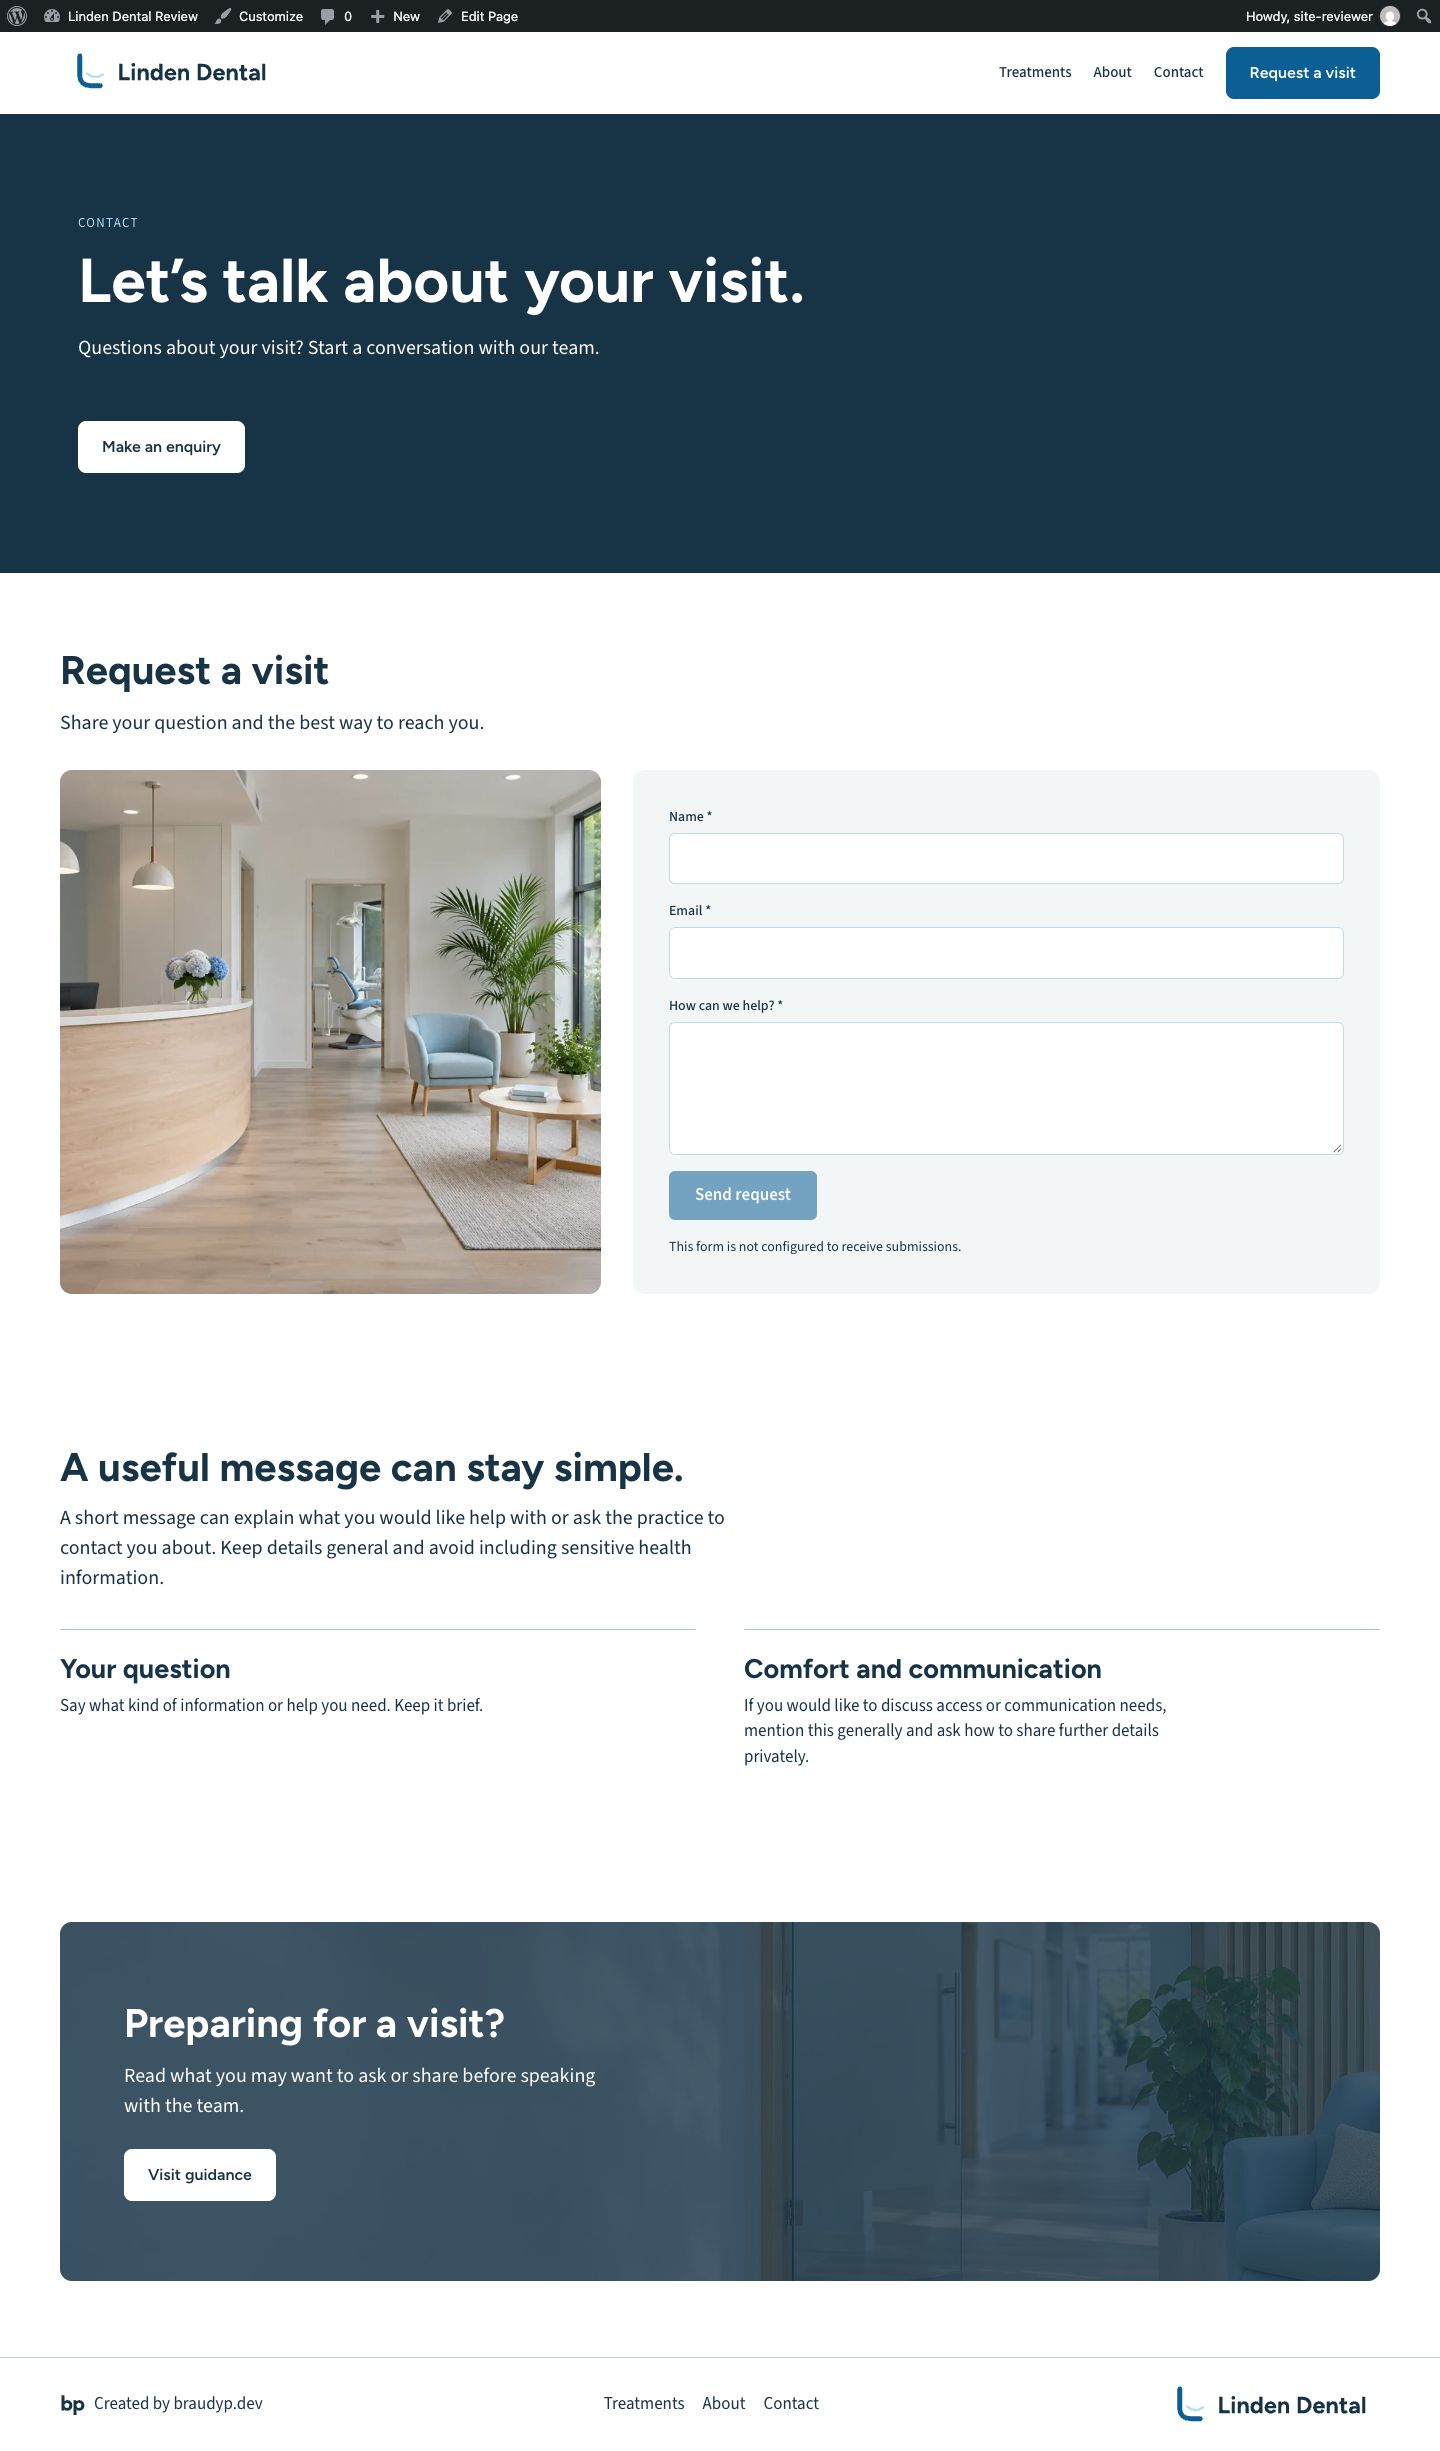 Linden Dental Review Customize 0 New Edit Page Howdy, site-reviewer
Linden Dental Treatments About Contact Request a visit
CONTACT
Let’s talk about your visit.
Questions about your visit? Start a conversation with our team.
Make an enquiry
Request a visit
Share your question and the best way to reach you.
Name *
Email *
How can we help? *
Send request
This form is not configured to receive submissions.
A useful message can stay simple.
A short message can explain what you would like help with or ask the practice to
contact you about. Keep details general and avoid including sensitive health
information.
Your question
Say what kind of information or help you need. Keep it brief.
Comfort and communication
If you would like to discuss access or communication needs,
mention this generally and ask how to share further details
privately.
Preparing for a visit?
Read what you may want to ask or share before speaking
with the team.
Visit guidance
bp Created by braudyp.dev Treatments About Contact Linden Dental